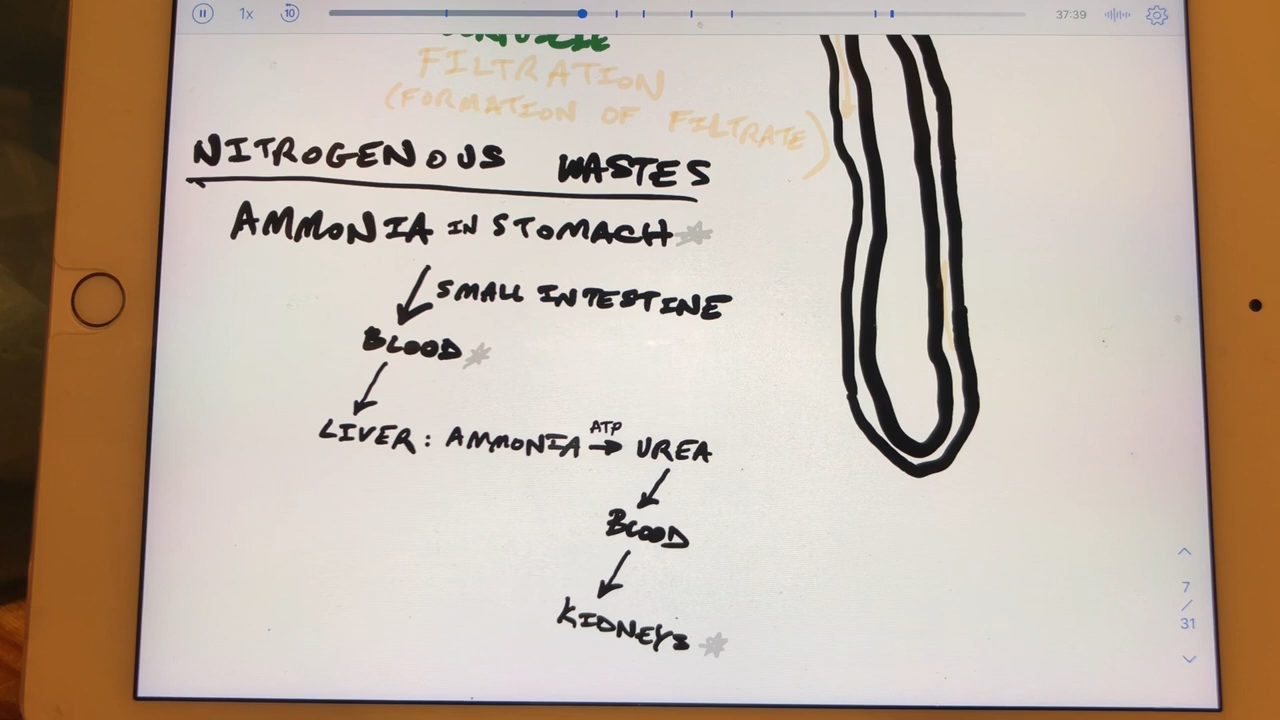 1x 10 37:39
FILTRATION
(FORMATION OF FILTRATE)
NITROGENOUS WASTES
AMMONIA IN STOMACH
SMALL INTESTINE
BLOOD
LIVER: AMMONIA ATP → UREA
BLOOD
KIDNEYS
7
/
31